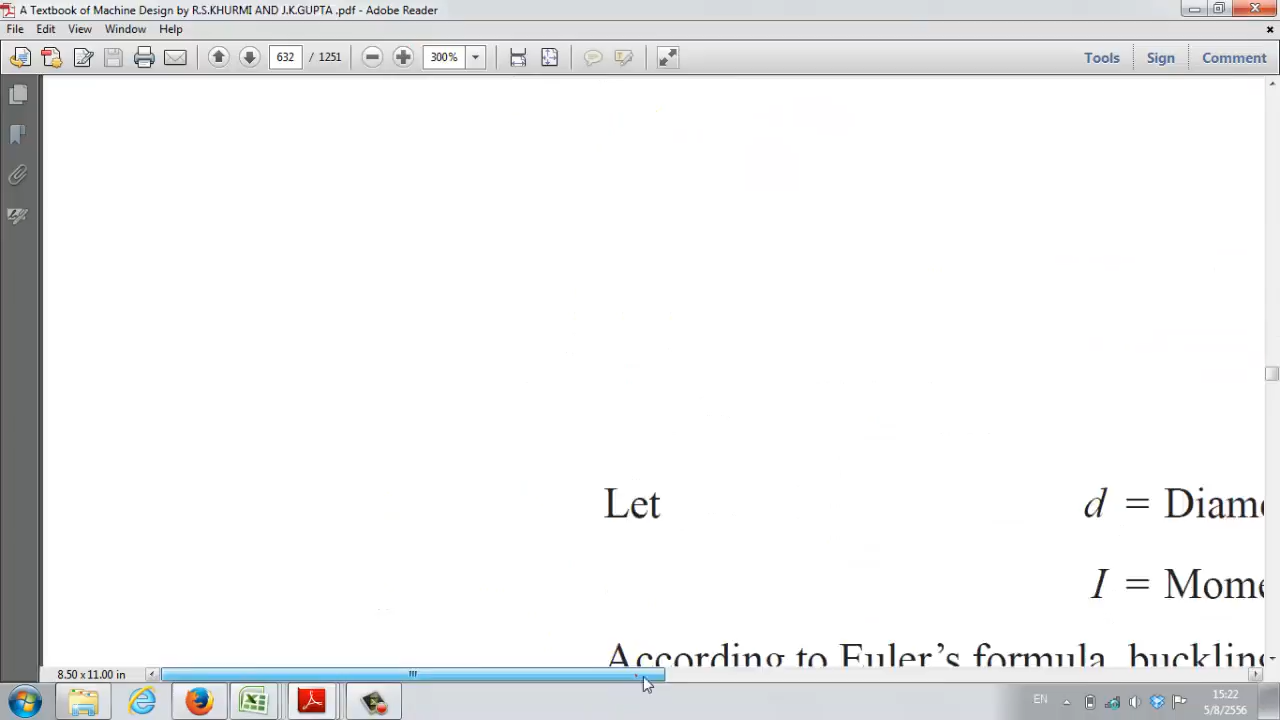 A Textbook of Machine Design by R.S.KHURMI AND J.K.GUPTA .pdf - Adobe Reader
File Edit View Window Help
632 / 1251 300% Tools Sign Comment
Let d = Diame
I = Mome
According to Euler's formula, buckling
8.50 x 11.00 in
EN 15:22
5/8/2556